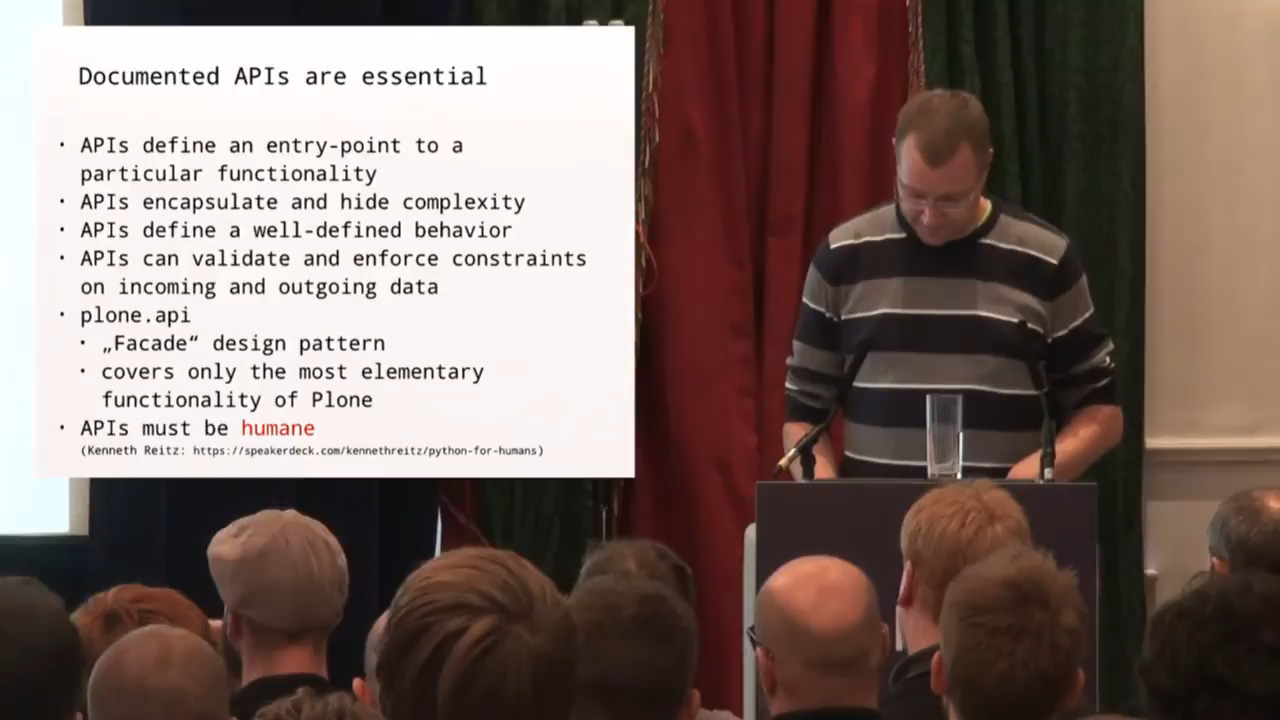 Documented APIs are essential
· APIs define an entry-point to a
particular functionality
· APIs encapsulate and hide complexity
· APIs define a well-defined behavior
· APIs can validate and enforce constraints
on incoming and outgoing data
· plone.api
· „Facade“ design pattern
· covers only the most elementary
functionality of Plone
· APIs must be humane
(Kenneth Reitz: https://speakerdeck.com/kennethreitz/python-for-humans)